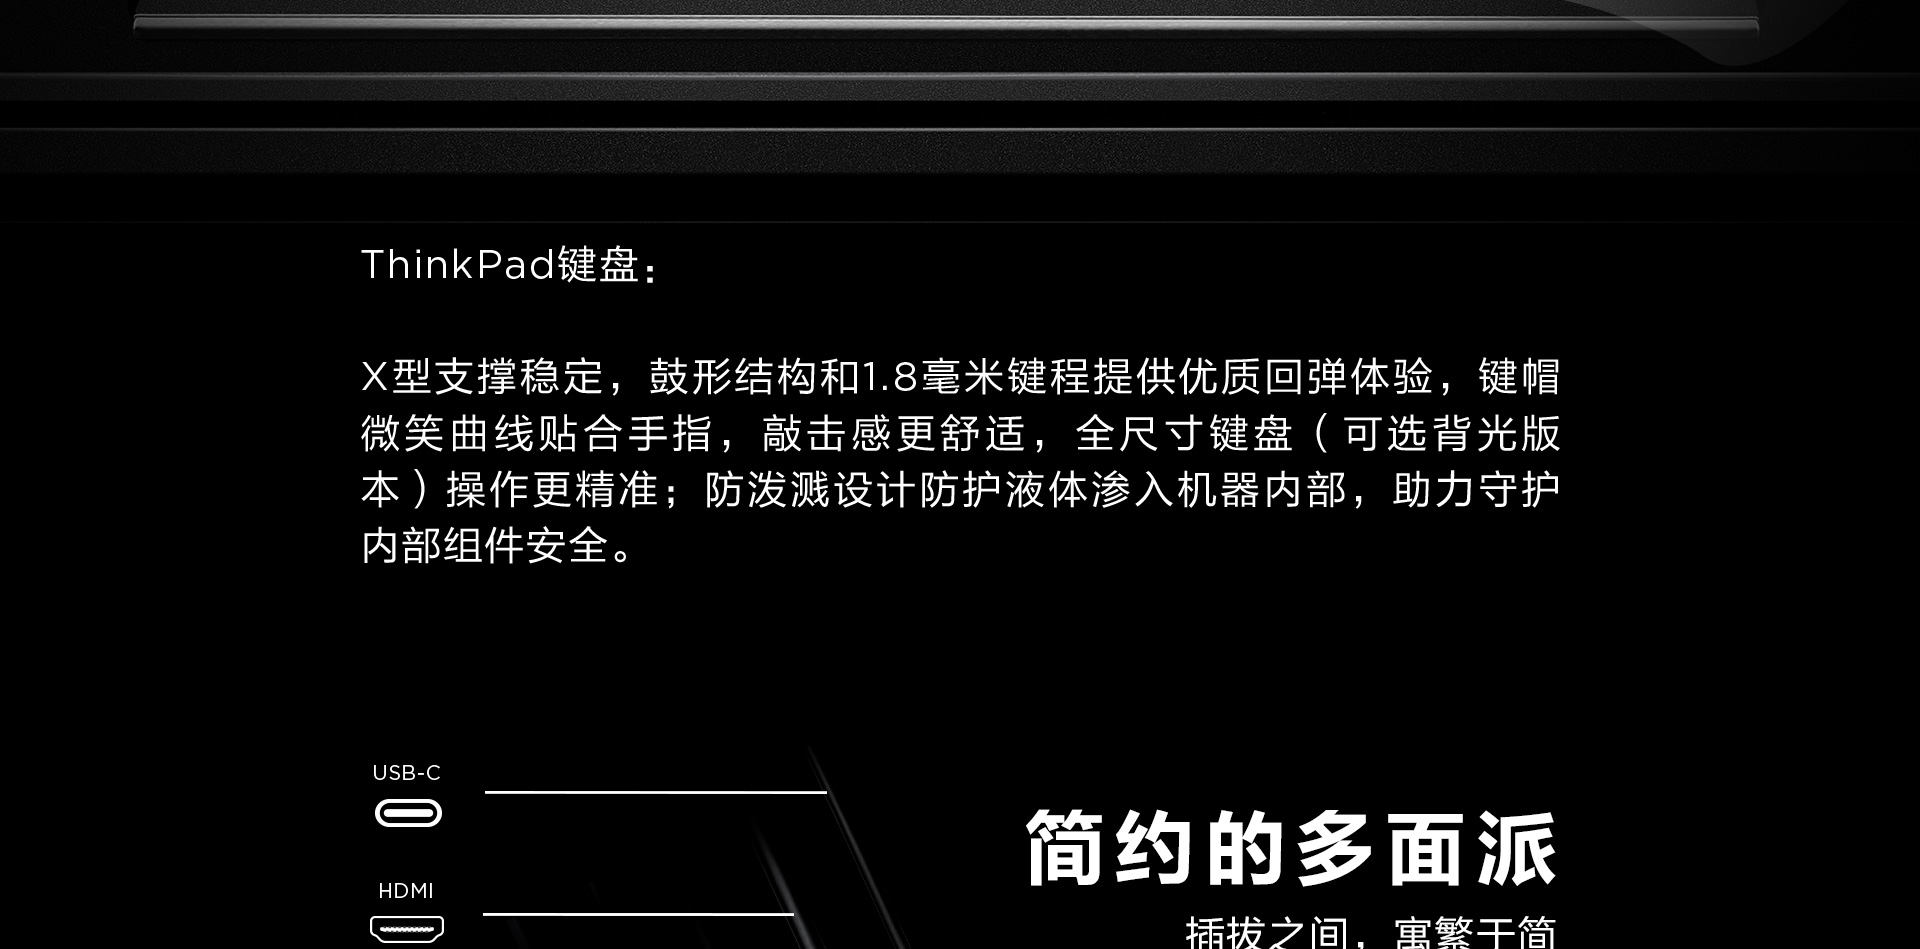 ThinkPad键盘：
X型支撑稳定，鼓形结构和1.8毫米键程提供优质回弹体验，键帽
微笑曲线贴合手指，敲击感更舒适，全尺寸键盘（可选背光版
本）操作更精准；防泼溅设计防护液体渗入机器内部，助力守护
内部组件安全。
USB-C
HDMI
简约的多面派
插拔之间，寓繁于简